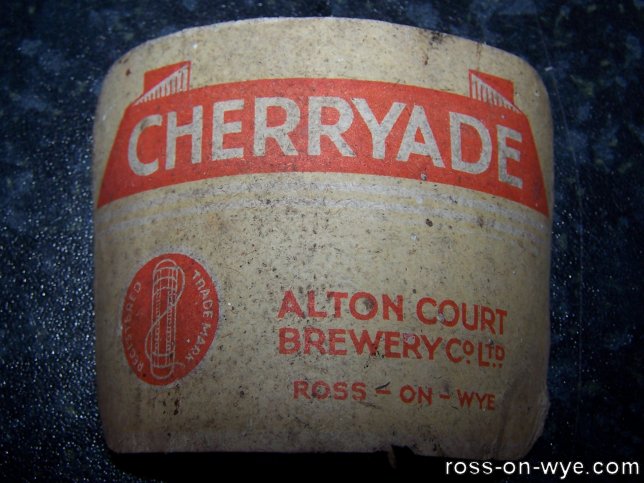 CHERRYADE
REGISTERED TRADE MARK
ALTON COURT
BREWERY CO LTD
ROSS - ON - WYE
ross-on-wye.com